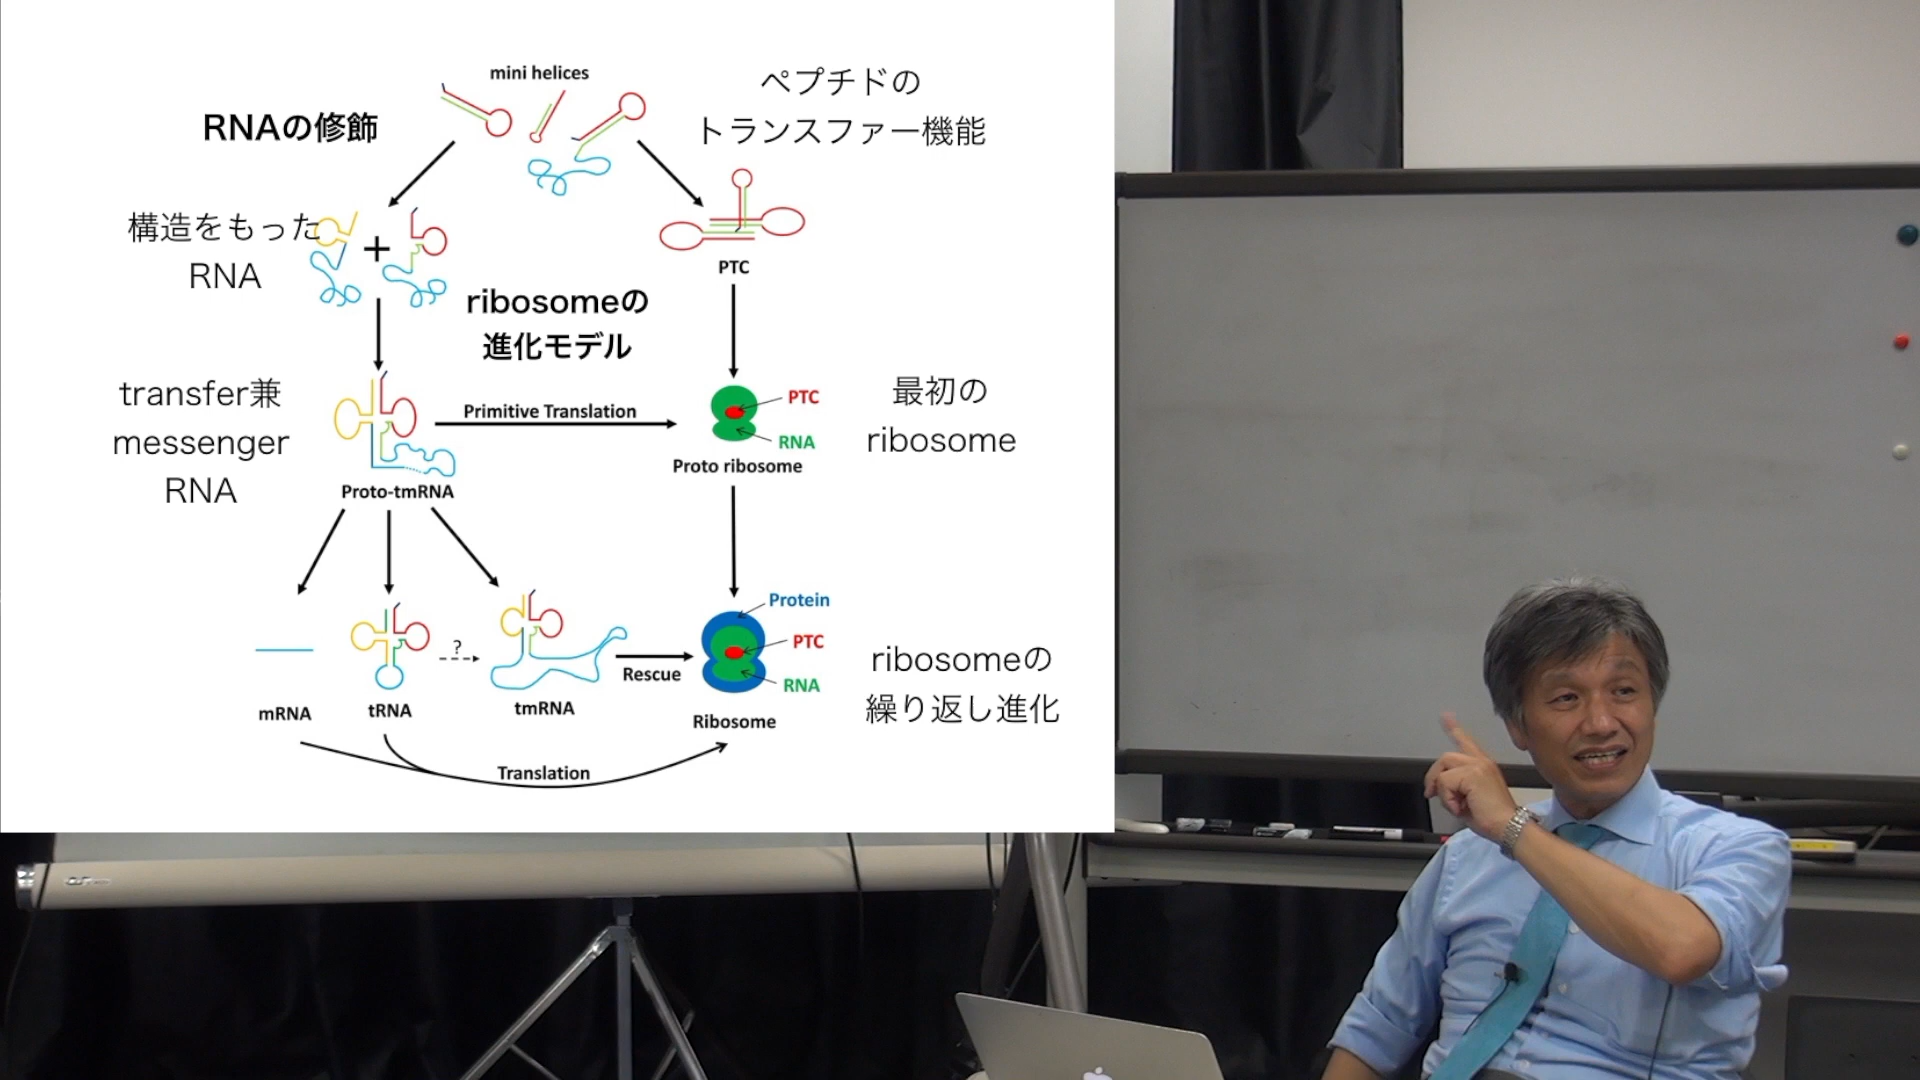 mini helices
RNAの修飾
ペプチドの
トランスファー機能
構造をもった
RNA
+
PTC
ribosomeの
進化モデル
transfer兼
messenger
RNA
Primitive Translation
PTC
RNA
最初の
ribosome
Proto ribosome
Proto-tmRNA
Protein
PTC
RNA
?
Rescue
ribosomeの
繰り返し進化
mRNA
tRNA
tmRNA
Ribosome
Translation